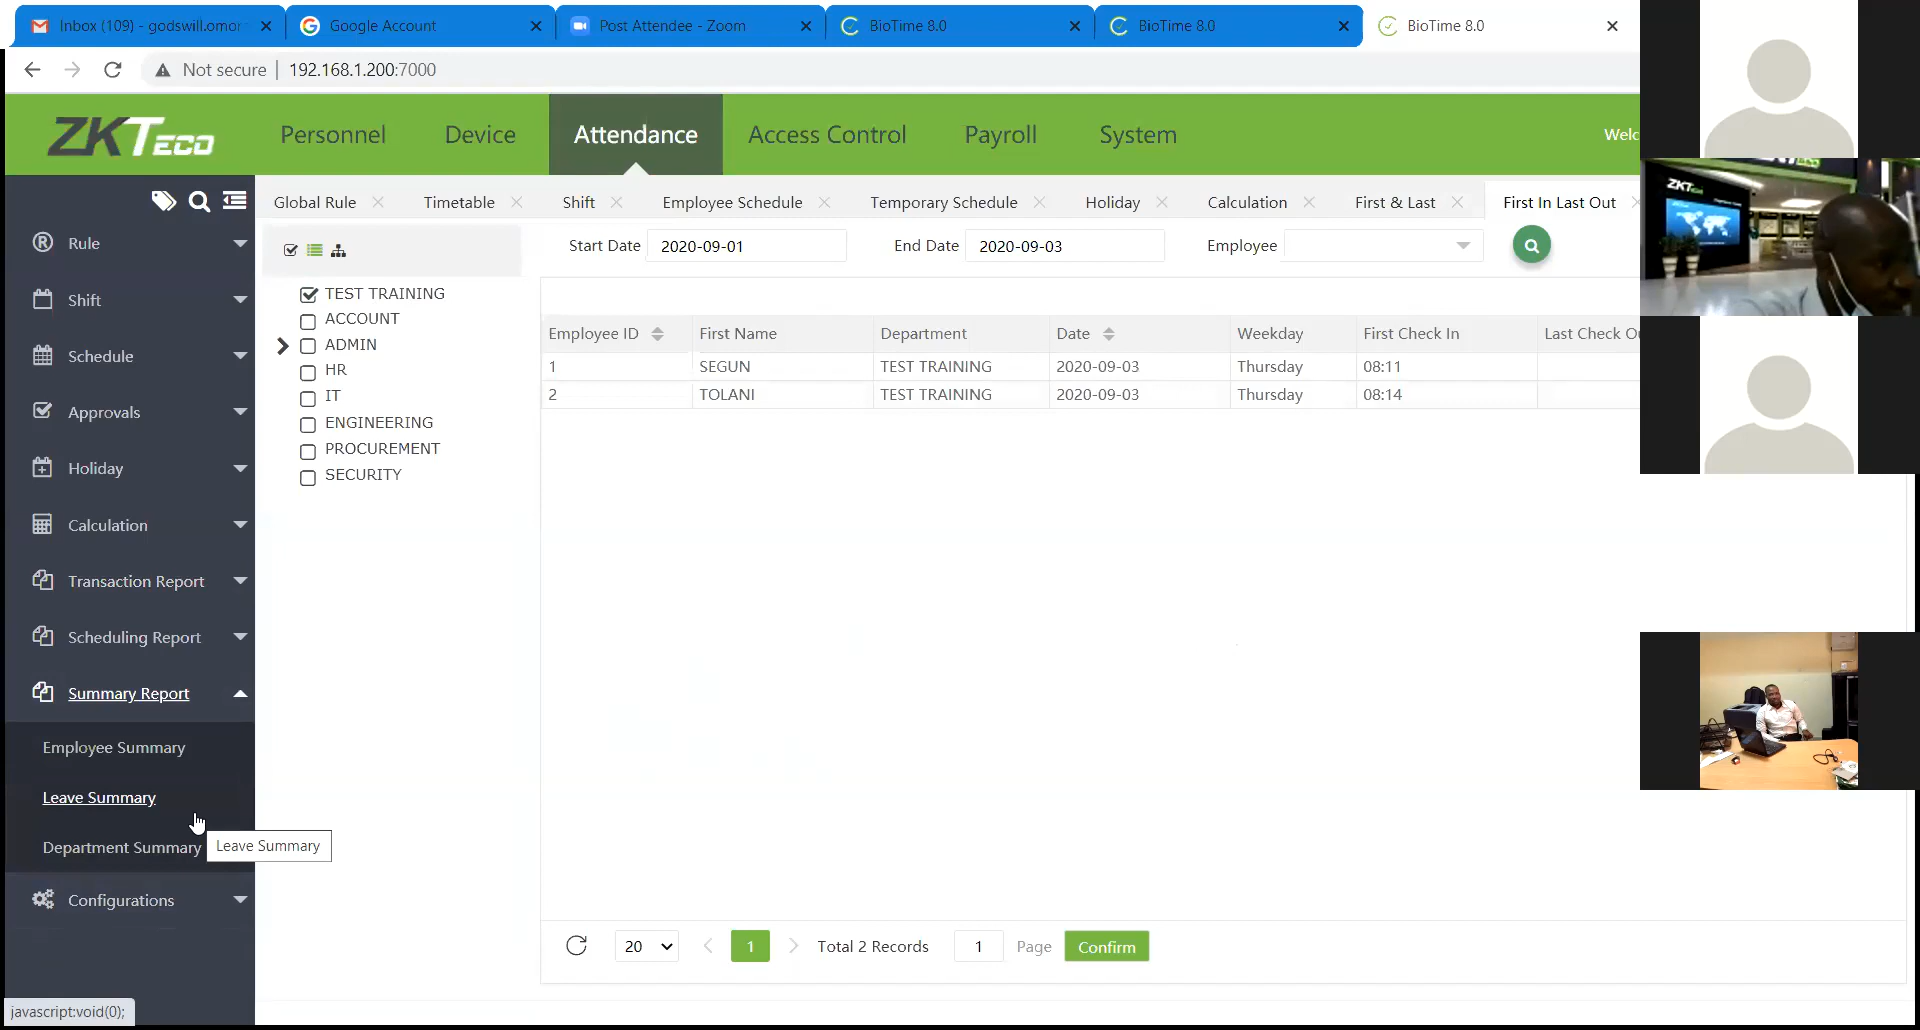 Inbox (109) - godswill.omor
Google Account
Post Attendee - Zoom
BioTime 8.0
BioTime 8.0
BioTime 8.0
Not secure
192.168.1.200:7000
ZKTECO
Personnel
Device
Attendance
Access Control
Payroll
System
Welc
Global Rule
Timetable
Shift
Employee Schedule
Temporary Schedule
Holiday
Calculation
First & Last
First In Last Out
Rule
Shift
Schedule
Approvals
Holiday
Calculation
Transaction Report
Scheduling Report
Summary Report
Employee Summary
Leave Summary
Department Summary
Leave Summary
Configurations
javascript:void(0);
TEST TRAINING
ACCOUNT
ADMIN
HR
IT
ENGINEERING
PROCUREMENT
SECURITY
Start Date 2020-09-01 End Date 2020-09-03 Employee
Employee ID First Name Department Date Weekday First Check In Last Check Ou
1 SEGUN TEST TRAINING 2020-09-03 Thursday 08:11
2 TOLANI TEST TRAINING 2020-09-03 Thursday 08:14
20 1 Total 2 Records 1 Page Confirm
ZKTeco